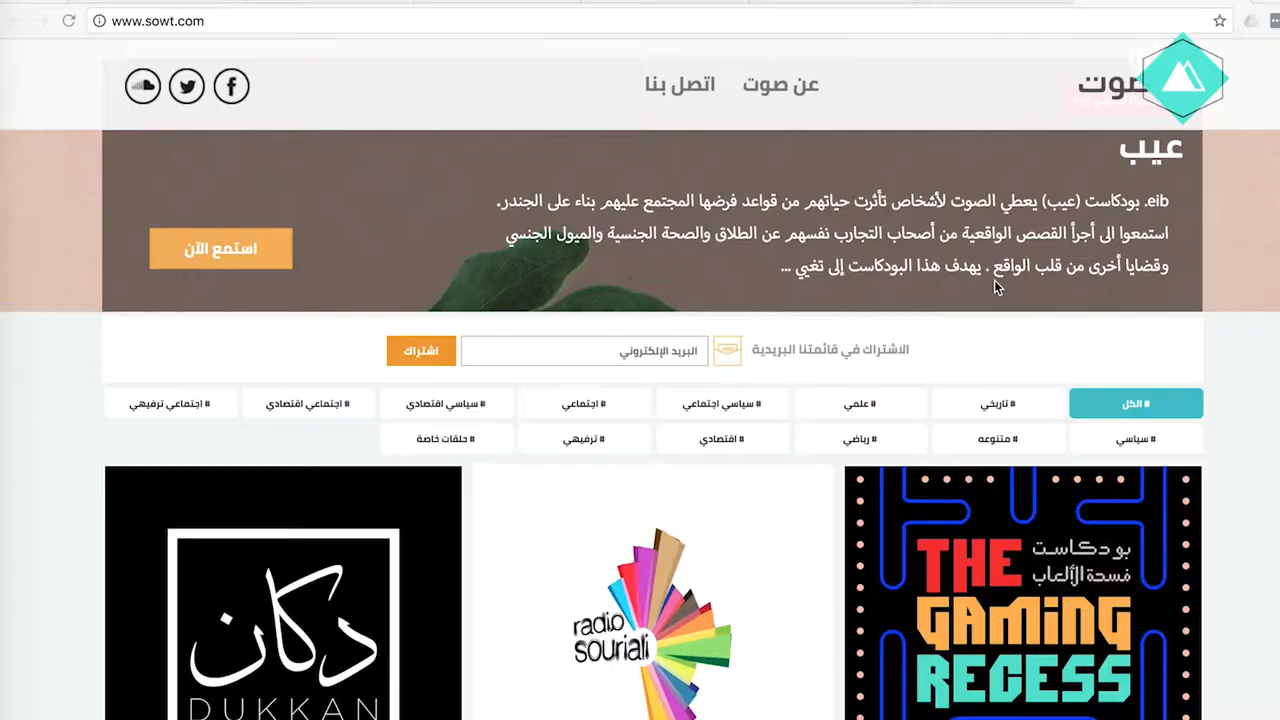 www.sowt.com
صوت
عن صوت
اتصل بنا
عيب
eib. بودكاست (عيب) يعطي الصوت لأشخاص تأثرت حياتهم من قواعد فرضها المجتمع عليهم بناء على الجندر.
استمعوا الى أجرأ القصص الواقعية من أصحاب التجارب نفسهم عن الطلاق والصحة الجنسية والميول الجنسي
وقضايا أخرى من قلب الواقع . يهدف هذا البودكاست إلى تغيي ...
استمع الآن
الاشتراك في قائمتنا البريدية
البريد الإلكتروني
اشتراك
# الكل
# تاريخي
# علمي
# سياسي اجتماعي
# اجتماعي
# سياسي اقتصادي
# اجتماعي اقتصادي
# اجتماعي ترفيهي
# سياسي
# متنوعه
# رياضي
# اقتصادي
# ترفيهي
# حلقات خاصة
THE
بودكاست
فسحة الألعاب
GAMING
RECESS
radio
souriali
دكان
DUKKAN